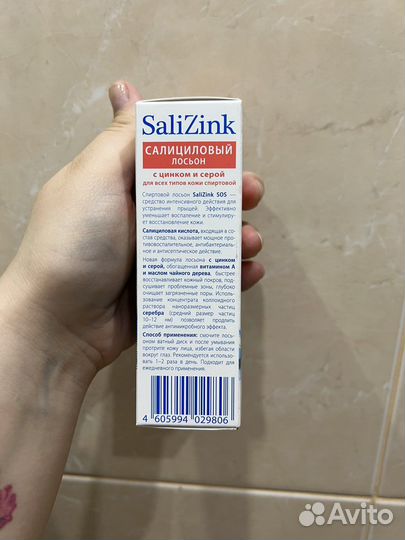 SaliZink
САЛИЦИЛОВЫЙ
ЛОСЬОН
с цинком и серой
для всех типов кожи спиртовой
Спиртовой лосьон SaliZink SOS —
средство интенсивного действия для
устранения прыщей. Эффективно
уменьшает воспаление и стимулиру-
ет восстановление кожи.
Салициловая кислота, входящая в со-
став средства, оказывает мощное про-
тивовоспалительное, антибактериаль-
ное и антисептическое действие.
Новая формула лосьона с цинком
и серой, обогащенная витамином А
и маслом чайного дерева, быстрее
восстанавливает кожный покров, под-
сушивает проблемные зоны, глубоко
очищает загрязненные поры. Исполь-
зование концентрата коллоидного
раствора наноразмерных частиц
серебра (средний размер частиц
10–12 нм) позволяет продлить
действие антимикробного эффекта.
Способ применения: смочите лось-
оном ватный диск и после умывания
протрите кожу лица, избегая области
вокруг глаз. Рекомендуется использо-
вать 1–2 раза в день. Подходит для
ежедневного применения.
4 605994 029806
Avito